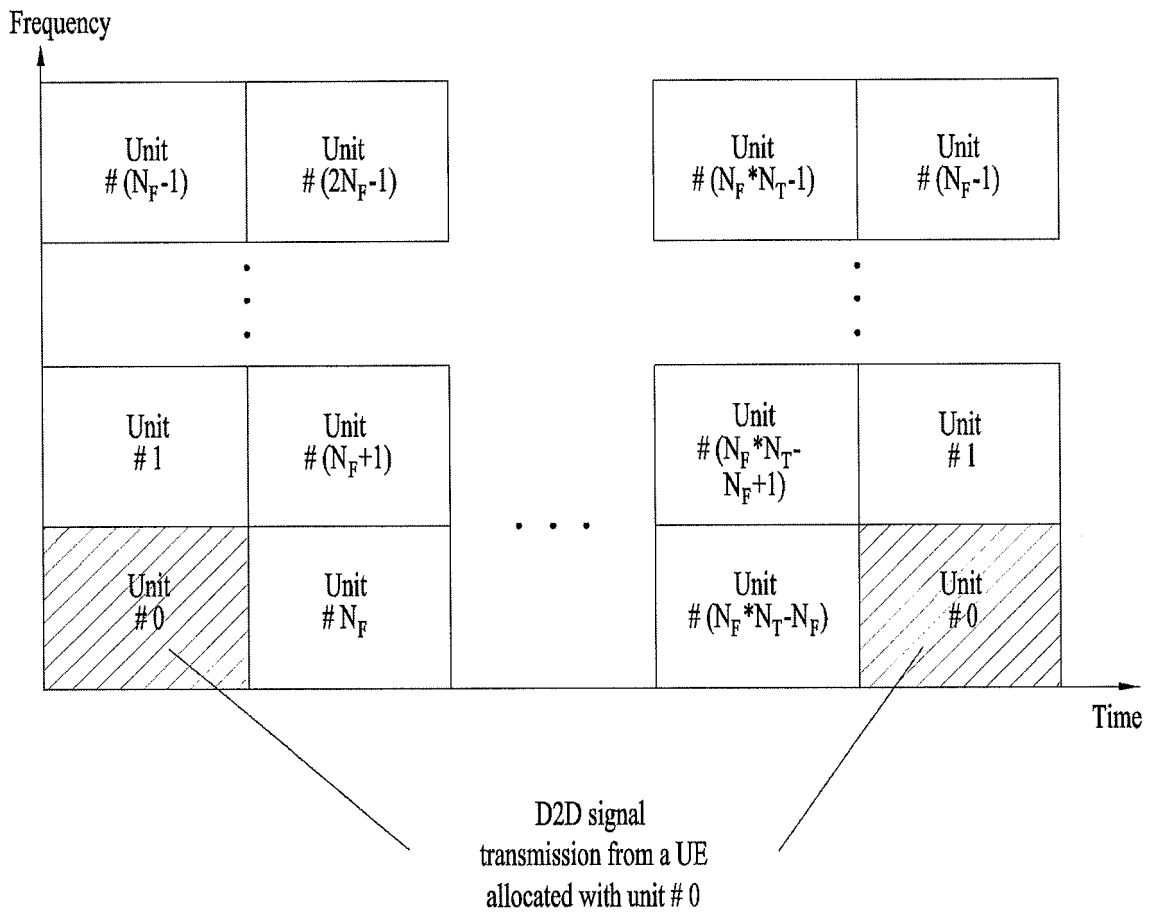 Frequency
Unit
# (N_F-1)
Unit
# (2N_F-1)
Unit
# (N_F*N_T-1)
Unit
# (N_F-1)
Unit
# 1
Unit
# (N_F+1)
Unit
# (N_F*N_T-
N_F+1)
Unit
# 1
Unit
# 0
Unit
# N_F
Unit
# (N_F*N_T-N_F)
Unit
# 0
Time
D2D signal
transmission from a UE
allocated with unit # 0